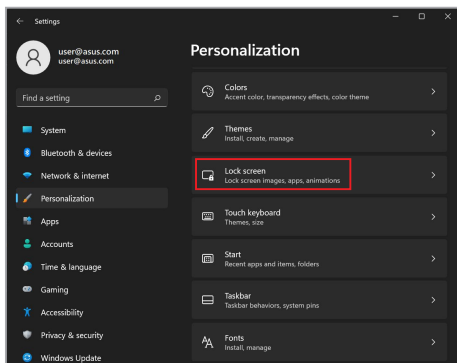 Settings
user@asus.com
user@asus.com
Find a setting
System
Bluetooth & devices
Network & internet
Personalization
Apps
Accounts
Time & language
Gaming
Accessibility
Privacy & security
Windows Update
Personalization
Colors
Accent color, transparency effects, color theme
Themes
Install, create, manage
Lock screen
Lock screen images, apps, animations
Touch keyboard
Themes, size
Start
Recent apps and items, folders
Taskbar
Taskbar behaviors, system pins
Fonts
Install, manage